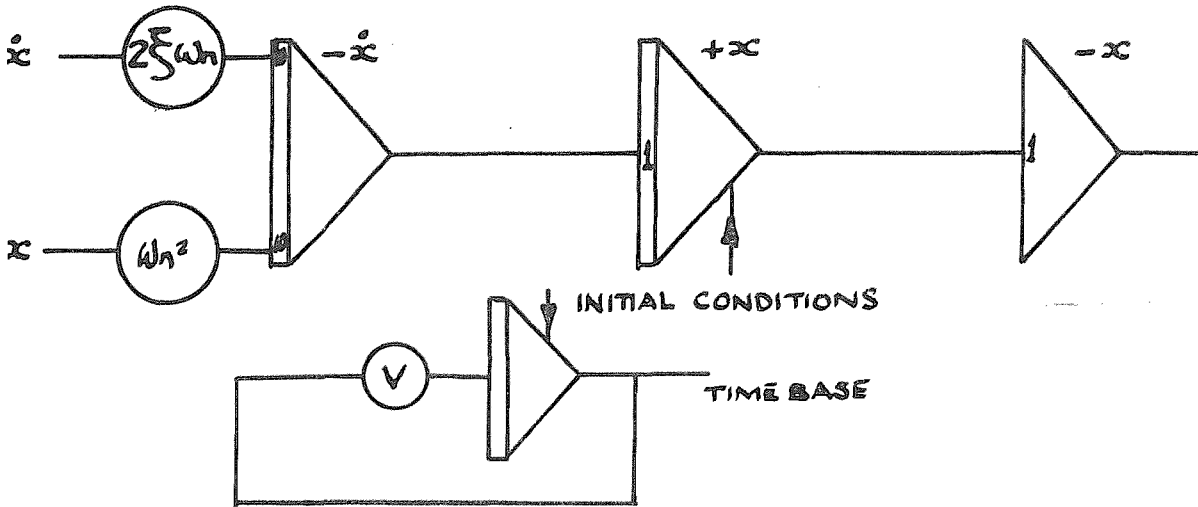 ẋ 2ξωn -ẋ +x -x
1 1
x ωn²
INITIAL CONDITIONS
V
TIME BASE